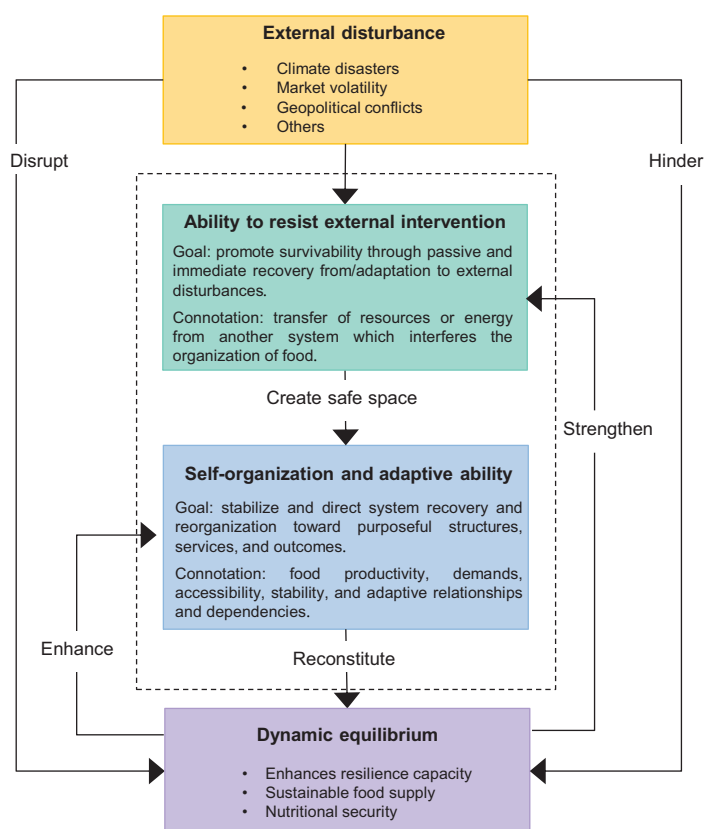 External disturbance
• Climate disasters
• Market volatility
• Geopolitical conflicts
• Others
Disrupt
Hinder
Ability to resist external intervention
Goal: promote survivability through passive and
immediate recovery from/adaptation to external
disturbances.
Connotation: transfer of resources or energy
from another system which interferes the
organization of food.
Create safe space
Strengthen
Self-organization and adaptive ability
Goal: stabilize and direct system recovery and
reorganization toward purposeful structures,
services, and outcomes.
Connotation: food productivity, demands,
accessibility, stability, and adaptive relationships
and dependencies.
Enhance
Reconstitute
Dynamic equilibrium
• Enhances resilience capacity
• Sustainable food supply
• Nutritional security